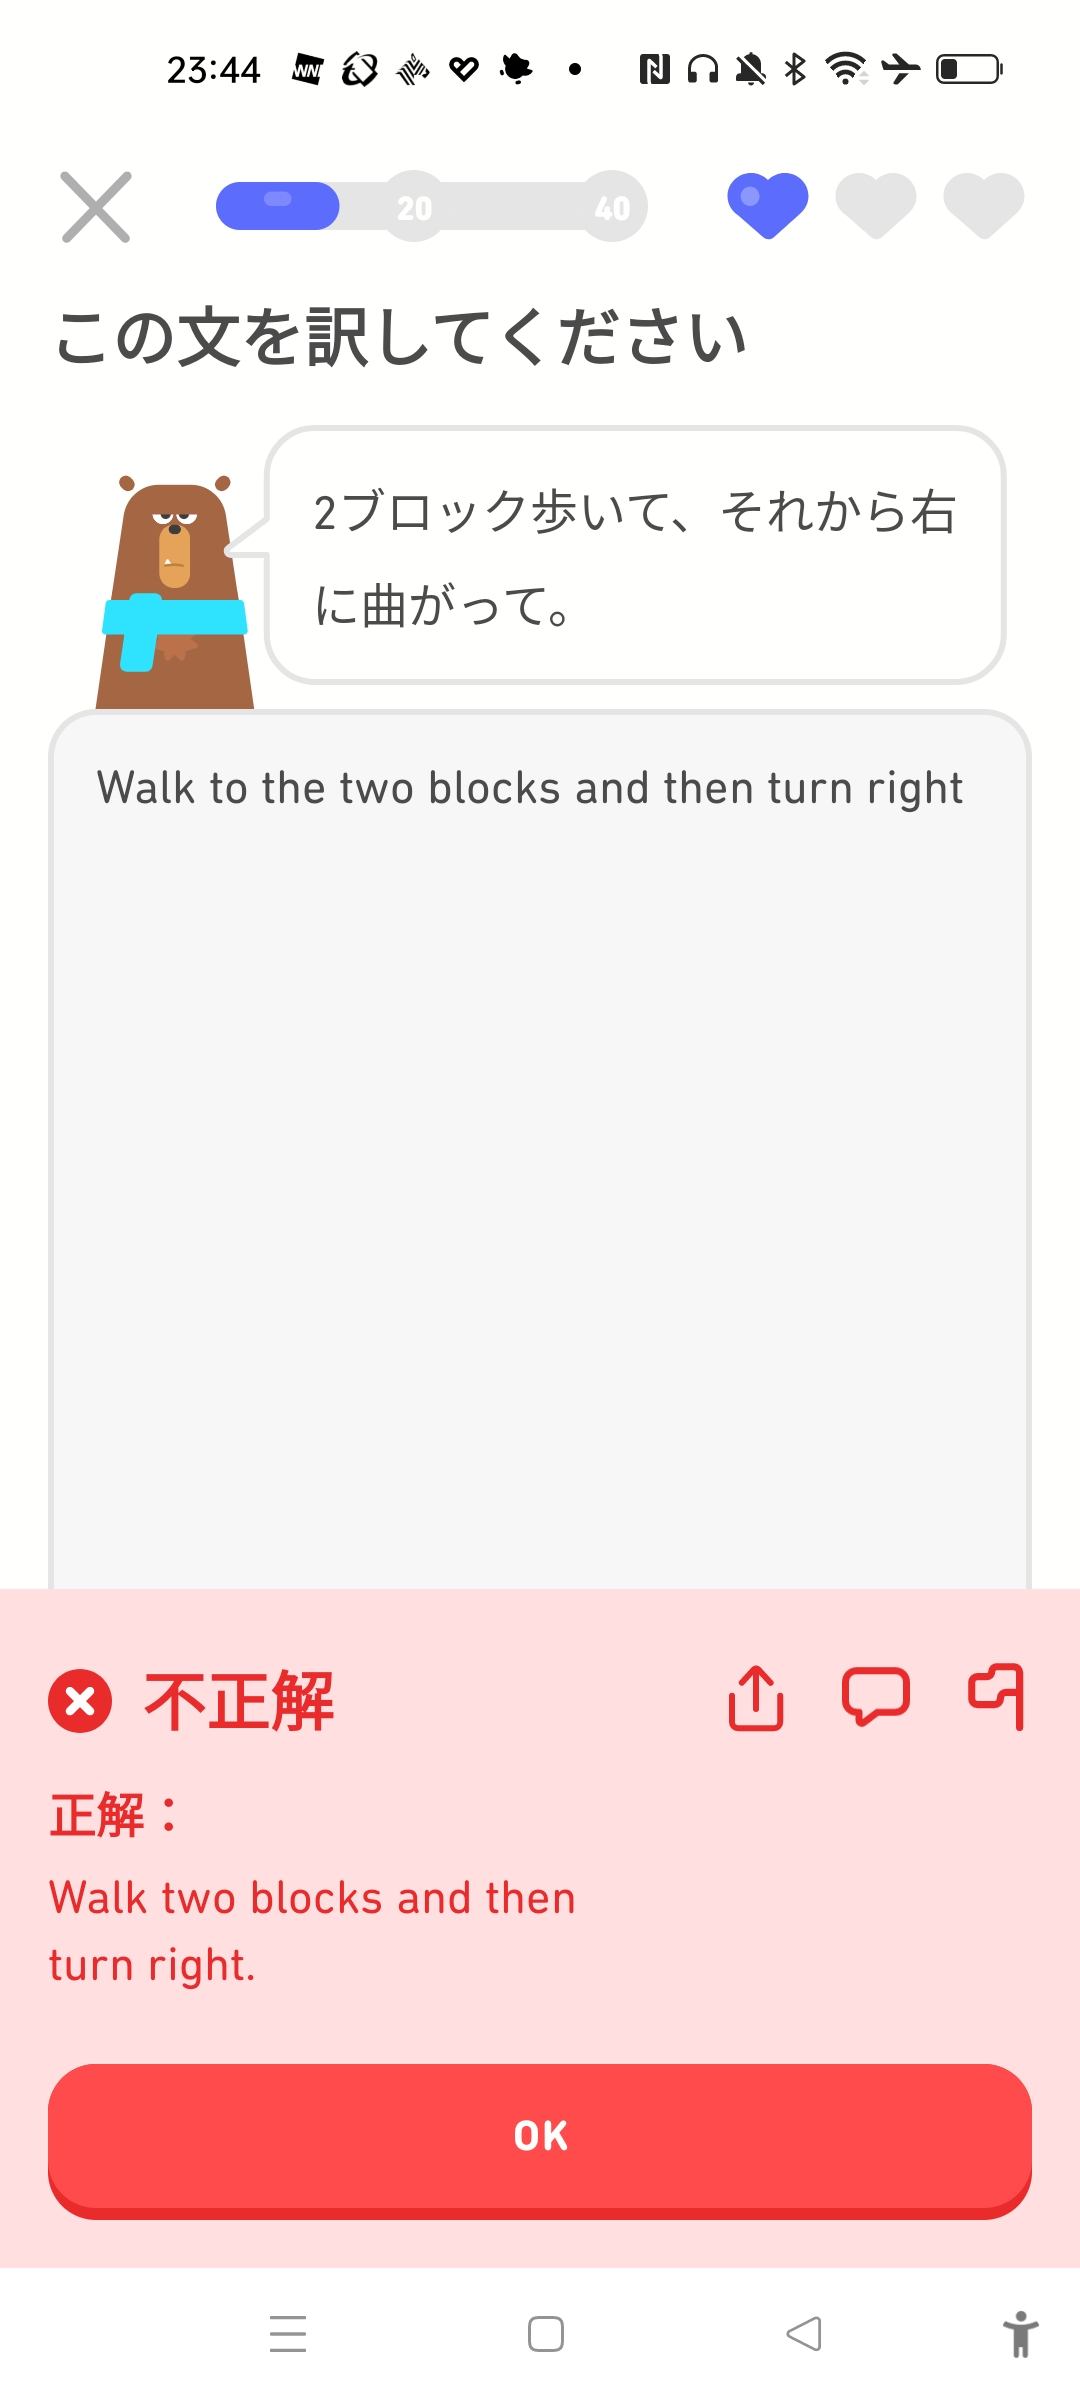 23:44
20
40
この文を訳してください
2ブロック歩いて、それから右
に曲がって。
Walk to the two blocks and then turn right
不正解
正解：
Walk two blocks and then
turn right.
OK